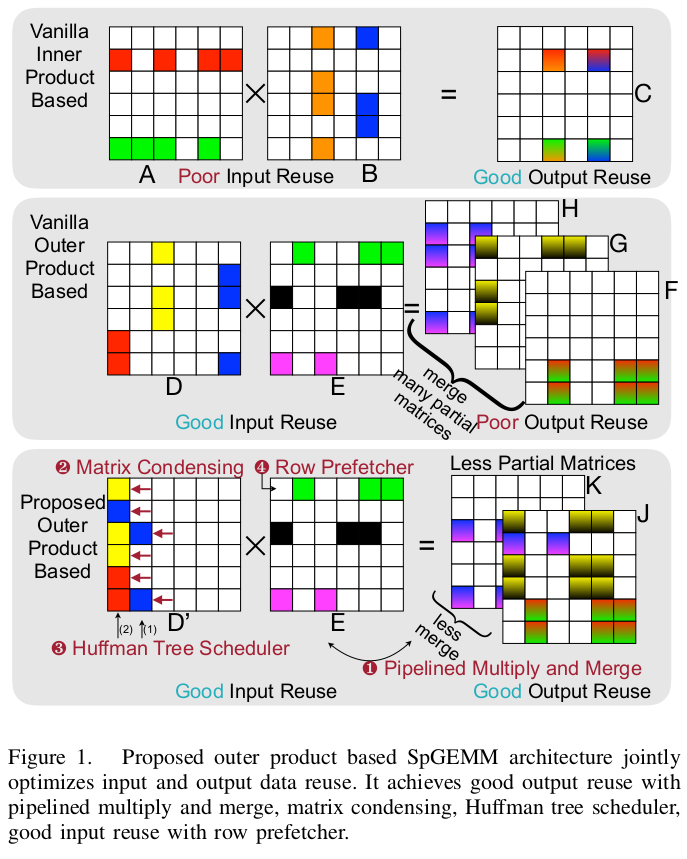 Vanilla
Inner
Product
Based
×
=
C
A
Poor Input Reuse
B
Good Output Reuse
Vanilla
Outer
Product
Based
×
=
H
G
F
D
E
merge
many partial
matrices
Good Input Reuse
Poor Output Reuse
❷ Matrix Condensing
❹ Row Prefetcher
Less Partial Matrices
Proposed
Outer
Product
Based
×
=
K
J
(2)
(1)
D'
E
less
merge
❸ Huffman Tree Scheduler
❶ Pipelined Multiply and Merge
Good Input Reuse
Good Output Reuse
Figure 1. Proposed outer product based SpGEMM architecture jointly
optimizes input and output data reuse. It achieves good output reuse with
pipelined multiply and merge, matrix condensing, Huffman tree scheduler,
good input reuse with row prefetcher.